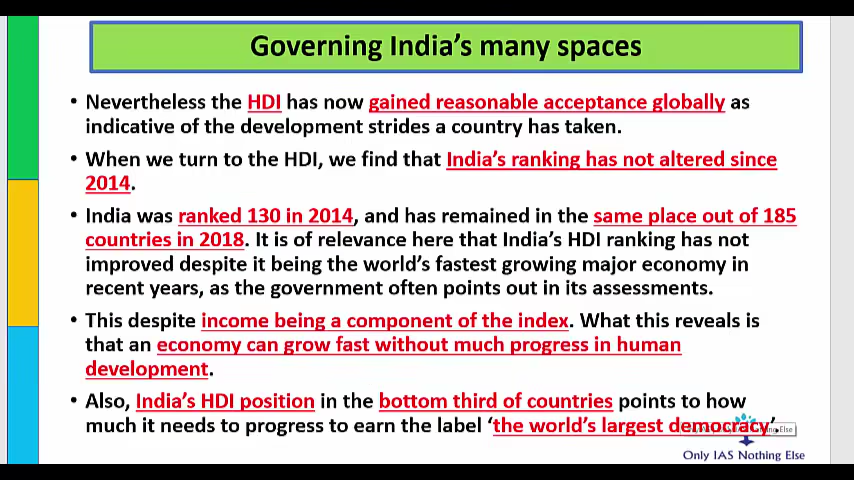 Governing India's many spaces
• Nevertheless the HDI has now gained reasonable acceptance globally as
indicative of the development strides a country has taken.
• When we turn to the HDI, we find that India's ranking has not altered since
2014.
• India was ranked 130 in 2014, and has remained in the same place out of 185
countries in 2018. It is of relevance here that India's HDI ranking has not
improved despite it being the world's fastest growing major economy in
recent years, as the government often points out in its assessments.
• This despite income being a component of the index. What this reveals is
that an economy can grow fast without much progress in human
development.
• Also, India's HDI position in the bottom third of countries points to how
much it needs to progress to earn the label 'the world's largest democracy'.
Only IAS Nothing Else